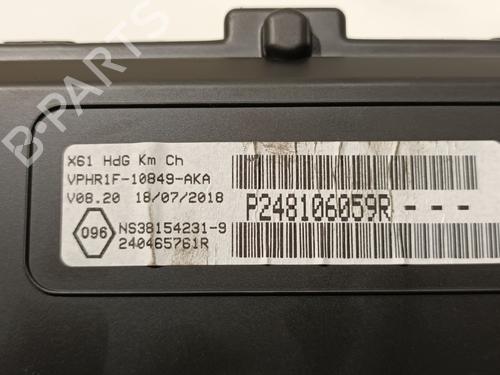 X61 HdG Km Ch
VPHR1F-10849-AKA
V08.20 18/07/2018
P248106059R---
096
NS38154231-9
240465761R
B-PARTS